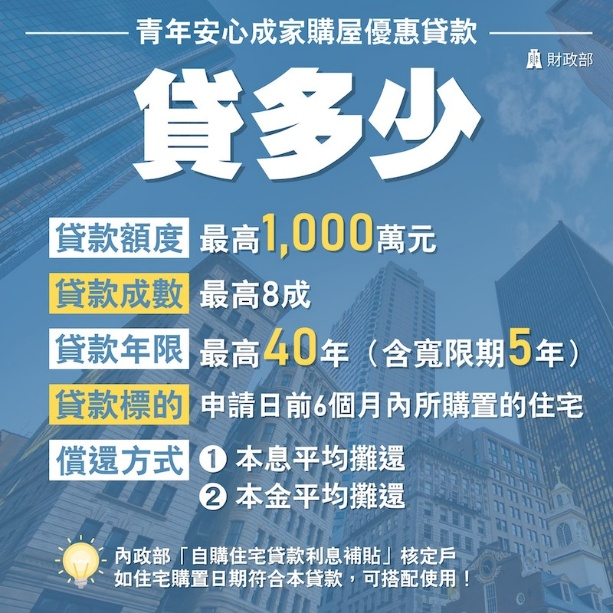 青年安心成家購屋優惠貸款
財政部
貸多少
貸款額度 最高1,000萬元
貸款成數 最高8成
貸款年限 最高40年（含寬限期5年）
貸款標的 申請日前6個月內所購置的住宅
償還方式 ❶ 本息平均攤還
❷ 本金平均攤還
內政部「自購住宅貸款利息補貼」核定戶
如住宅購置日期符合本貸款，可搭配使用！